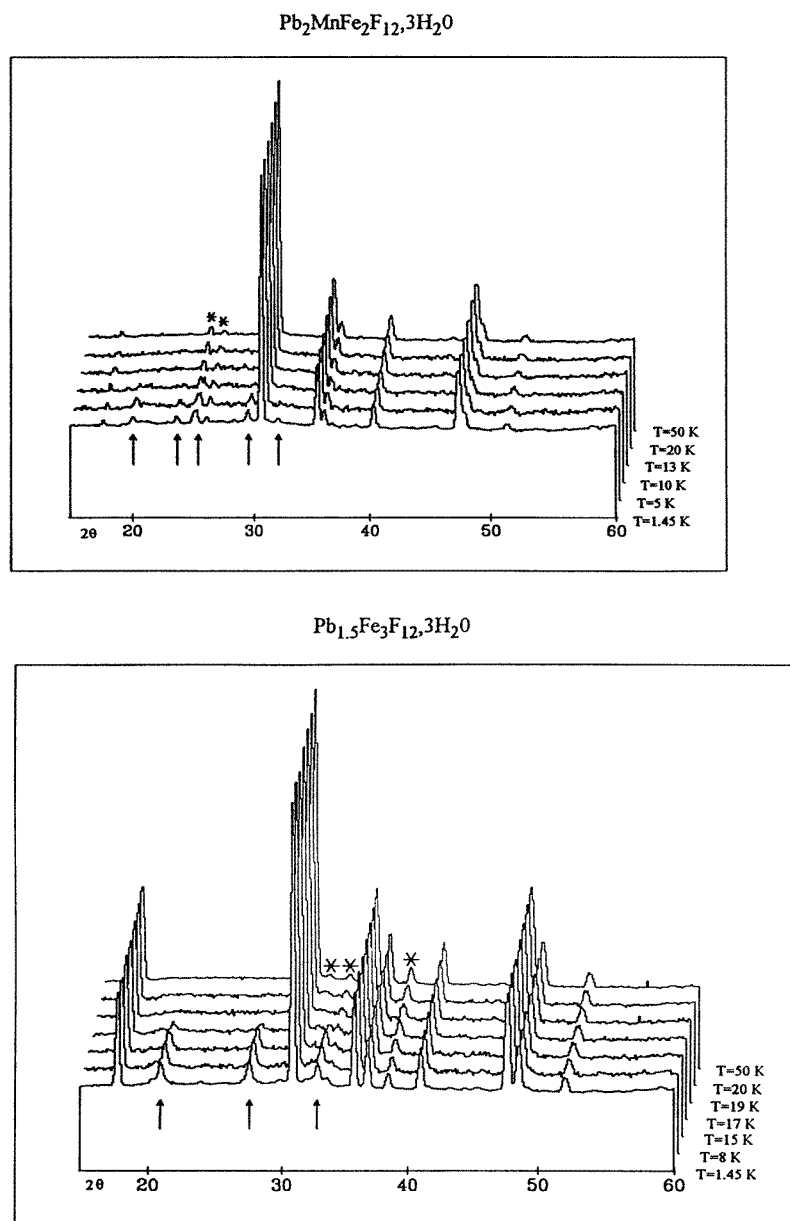 Pb2MnFe2F12,3H2O
* *
T=50 K
T=20 K
T=13 K
T=10 K
T=5 K
T=1.45 K
2θ 20 30 40 50 60
Pb1.5Fe3F12,3H2O
* * *
T=50 K
T=20 K
T=19 K
T=17 K
T=15 K
T=8 K
T=1.45 K
2θ 20 30 40 50 60